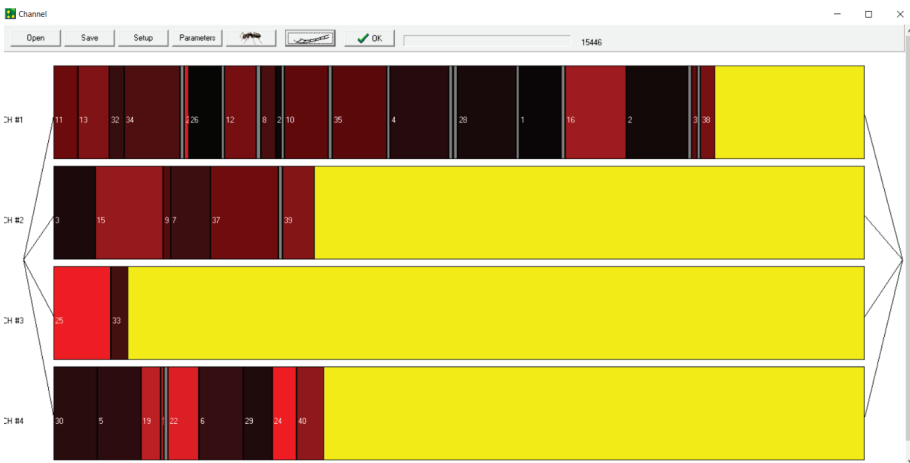 Channel
Open Save Setup Parameters OK 15446
CH #1
11 13 32 34 26 12 8 2 10 35 4 28 1 16 2 3 38
CH #2
3 15 9 7 37 39
CH #3
25 33
CH #4
30 5 19 22 6 29 24 40